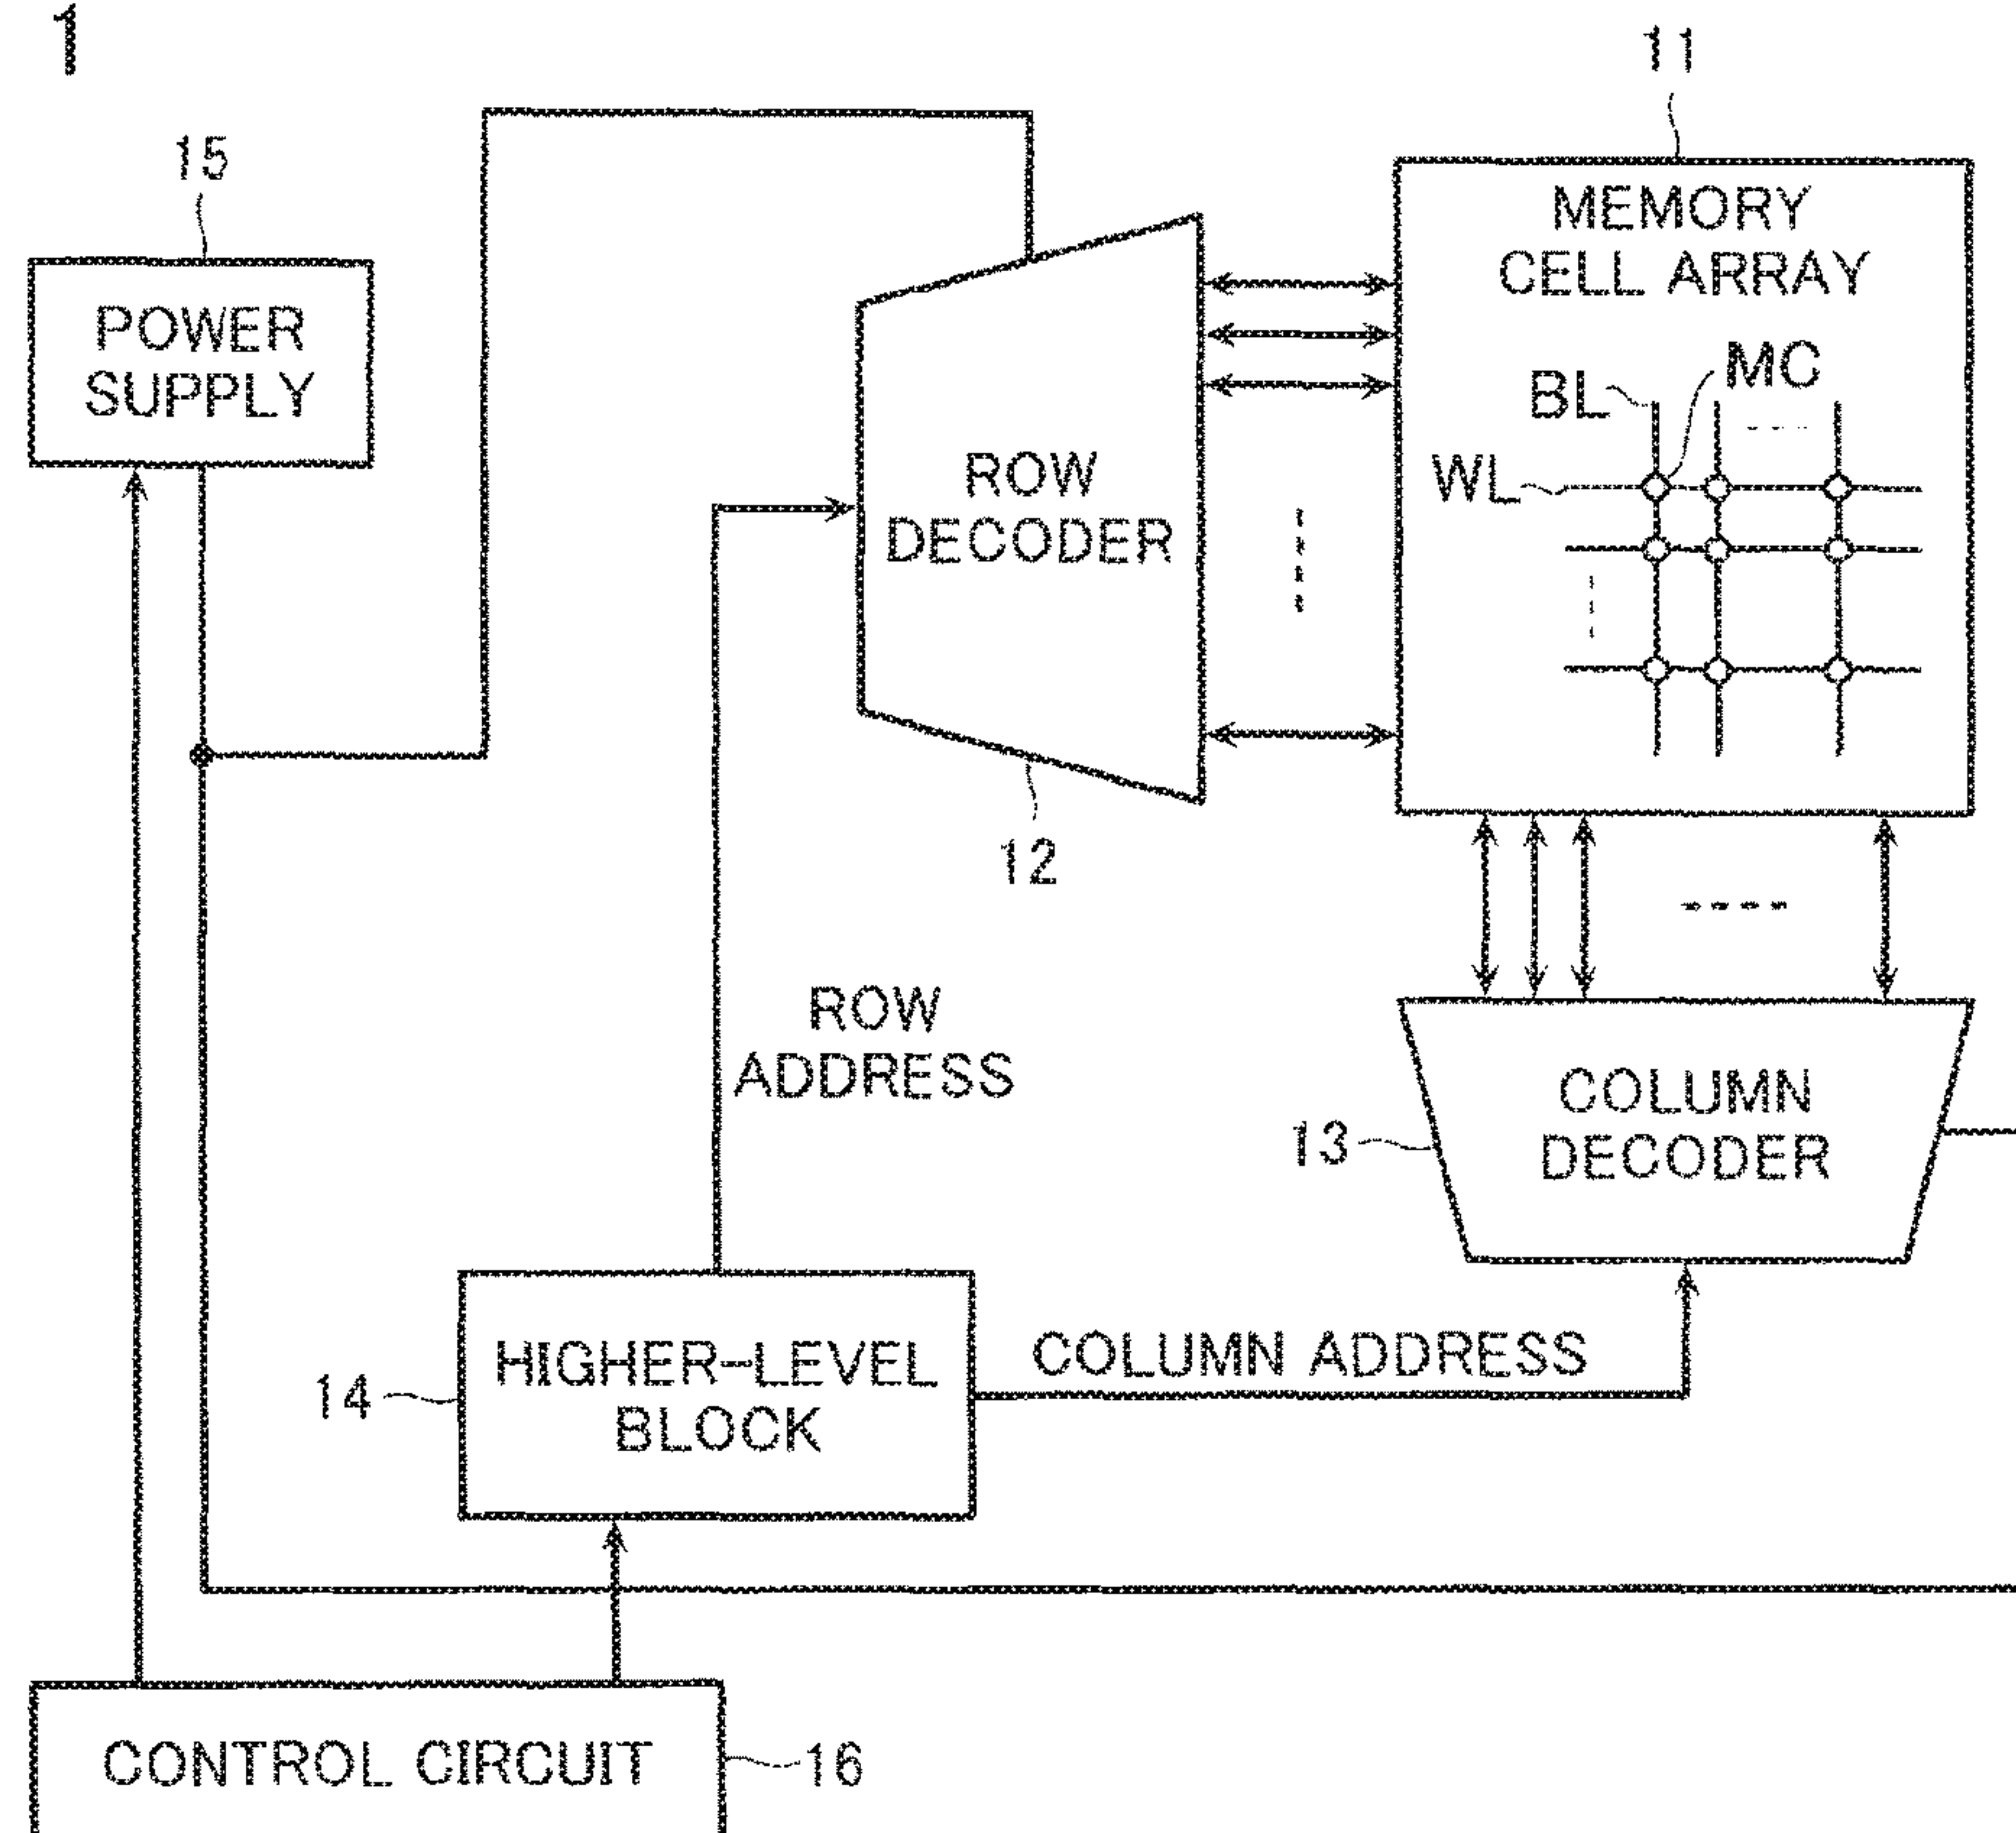 1
11
15
MEMORY
CELL ARRAY
POWER
SUPPLY
MC
BL
WL
ROW
DECODER
12
ROW
ADDRESS
COLUMN
DECODER
13
HIGHER-LEVEL
BLOCK
14
COLUMN ADDRESS
CONTROL CIRCUIT
16